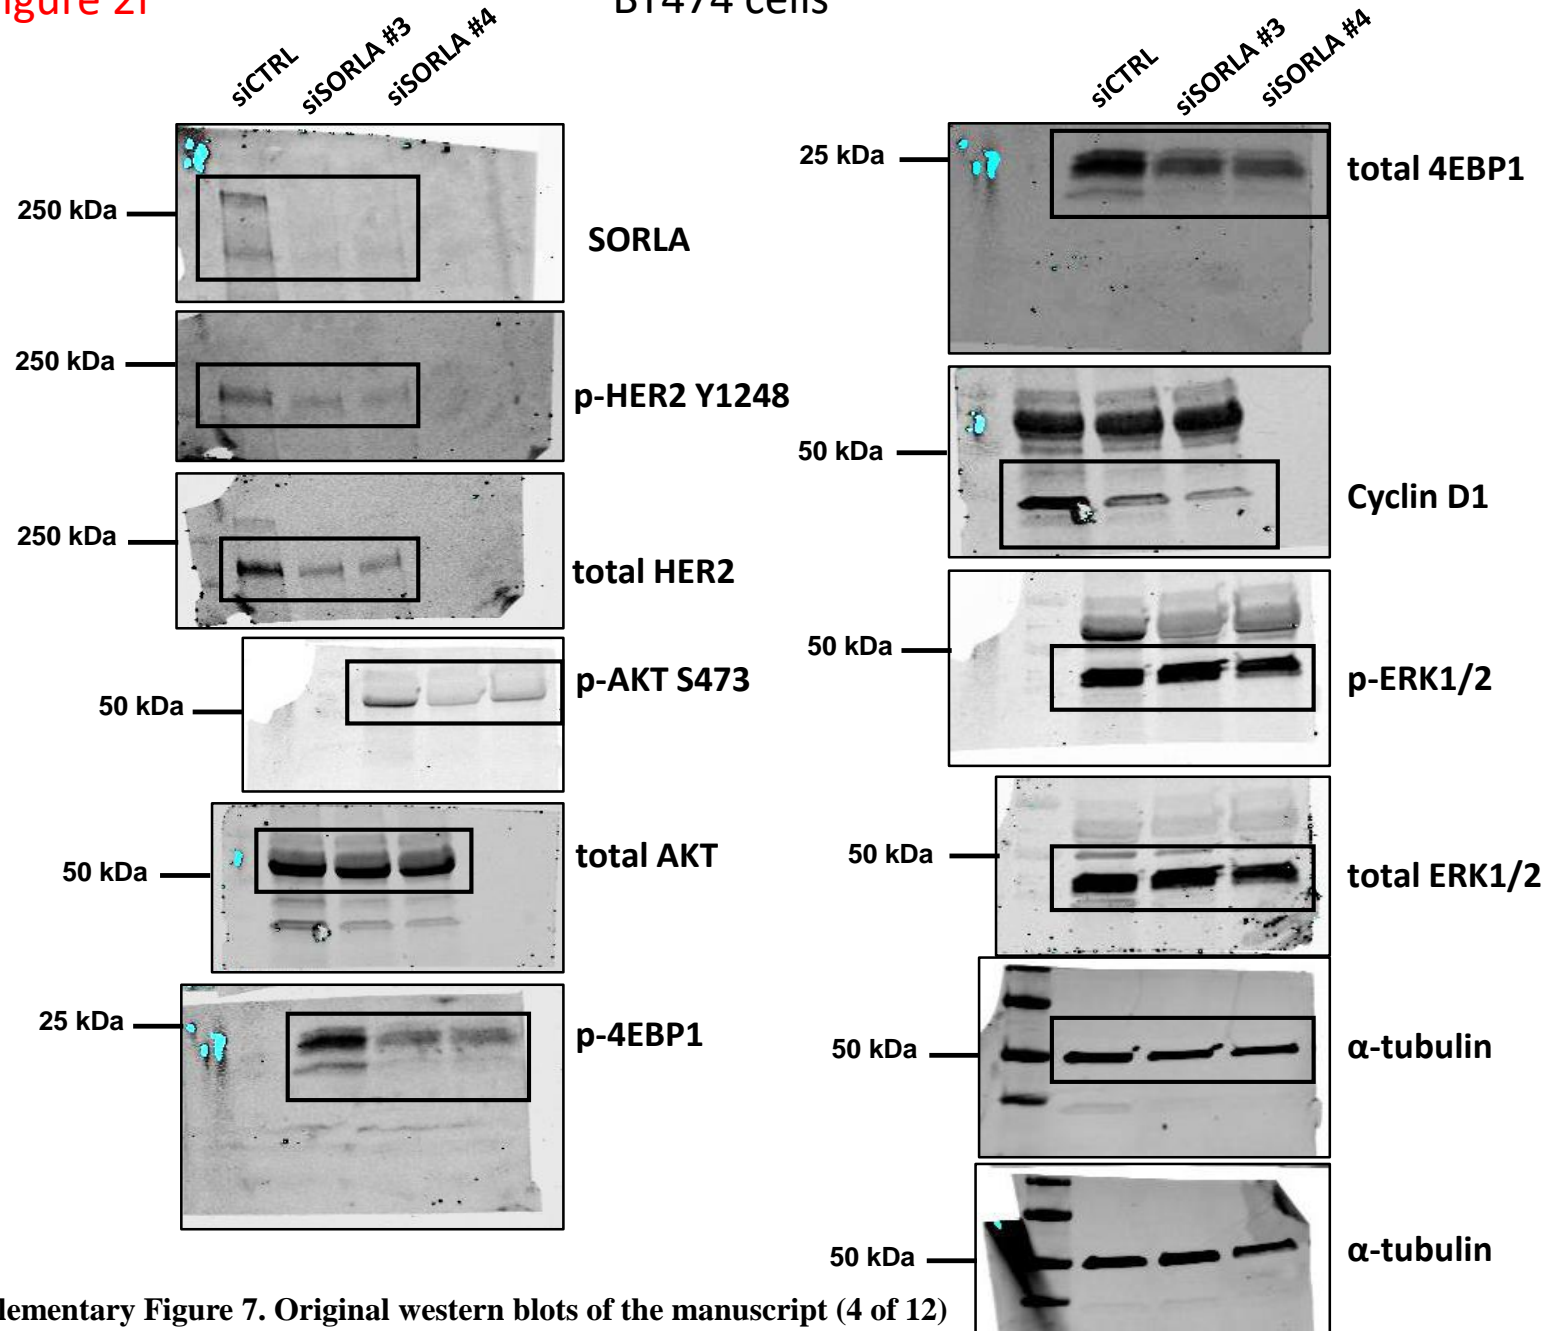 BT474 cells
siCTRL
siSORLA #3
siSORLA #4
250 kDa
SORLA
250 kDa
p-HER2 Y1248
250 kDa
total HER2
50 kDa
p-AKT S473
50 kDa
total AKT
25 kDa
p-4EBP1
siCTRL
siSORLA #3
siSORLA #4
25 kDa
total 4EBP1
50 kDa
Cyclin D1
50 kDa
p-ERK1/2
50 kDa
total ERK1/2
50 kDa
α-tubulin
50 kDa
α-tubulin
lementary Figure 7. Original western blots of the manuscript (4 of 12)